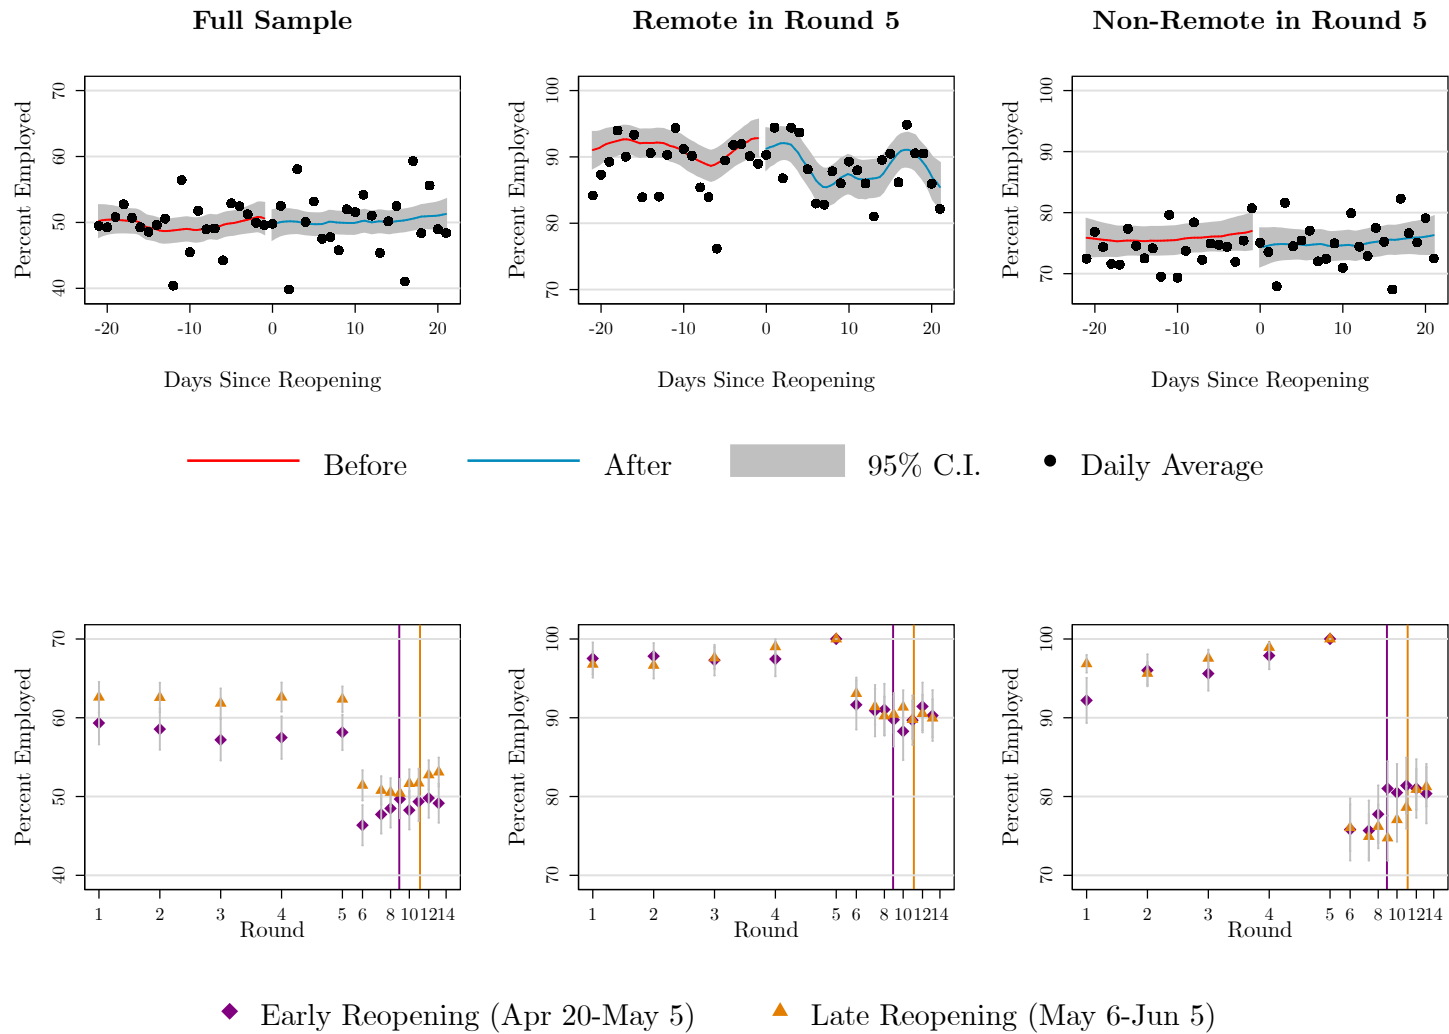 Full Sample
Remote in Round 5
Non-Remote in Round 5
Percent Employed
40 50 60 70
-20 -10 0 10 20
Days Since Reopening
Percent Employed
70 80 90 100
-20 -10 0 10 20
Days Since Reopening
Percent Employed
70 80 90 100
-20 -10 0 10 20
Days Since Reopening
Before After 95% C.I. Daily Average
Percent Employed
40 50 60 70
1 2 3 4 5 6 8 10 12 14
Round
Percent Employed
70 80 90 100
1 2 3 4 5 6 8 10 12 14
Round
Percent Employed
70 80 90 100
1 2 3 4 5 6 8 10 12 14
Round
Early Reopening (Apr 20-May 5) Late Reopening (May 6-Jun 5)